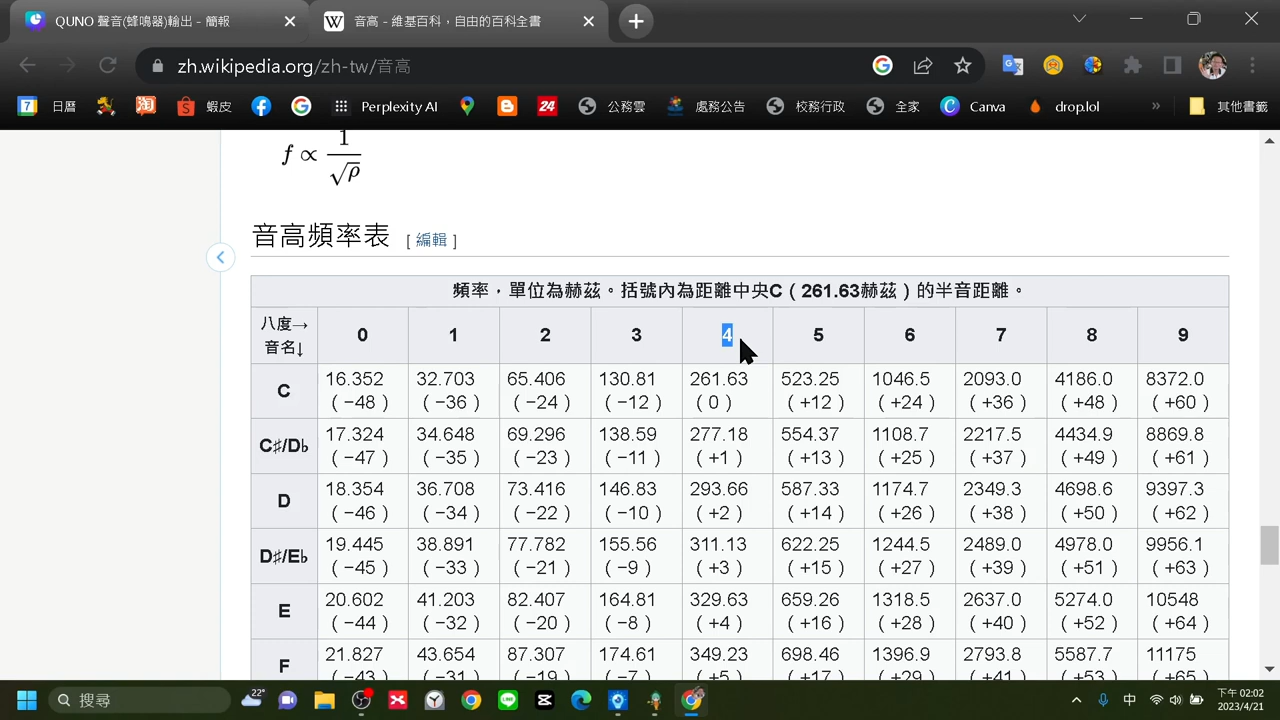 QUNO 聲音(蜂鳴器)輸出 - 簡報
音高 - 維基百科，自由的百科全書
zh.wikipedia.org/zh-tw/音高
7 日曆 淘 蝦皮 Perplexity AI 24 公務雲 處務公告 校務行政 全家 Canva drop.lol » 其他書籤
f ∝ 1/√ρ
音高頻率表 [ 編輯 ]
頻率，單位為赫茲。括號內為距離中央C（261.63赫茲）的半音距離。
八度→
音名↓
0 1 2 3 4 5 6 7 8 9
C 16.352 32.703 65.406 130.81 261.63 523.25 1046.5 2093.0 4186.0 8372.0
(−48) (−36) (−24) (−12) (0) (+12) (+24) (+36) (+48) (+60)
C♯/D♭ 17.324 34.648 69.296 138.59 277.18 554.37 1108.7 2217.5 4434.9 8869.8
(−47) (−35) (−23) (−11) (+1) (+13) (+25) (+37) (+49) (+61)
D 18.354 36.708 73.416 146.83 293.66 587.33 1174.7 2349.3 4698.6 9397.3
(−46) (−34) (−22) (−10) (+2) (+14) (+26) (+38) (+50) (+62)
D♯/E♭ 19.445 38.891 77.782 155.56 311.13 622.25 1244.5 2489.0 4978.0 9956.1
(−45) (−33) (−21) (−9) (+3) (+15) (+27) (+39) (+51) (+63)
E 20.602 41.203 82.407 164.81 329.63 659.26 1318.5 2637.0 5274.0 10548
(−44) (−32) (−20) (−8) (+4) (+16) (+28) (+40) (+52) (+64)
F 21.827 43.654 87.307 174.61 349.23 698.46 1396.9 2793.8 5587.7 11175
(−43) (−31) (−19) (−7) (+5) (+17) (+29) (+41) (+53) (+65)
搜尋
22°
中
下午 02:02
2023/4/21